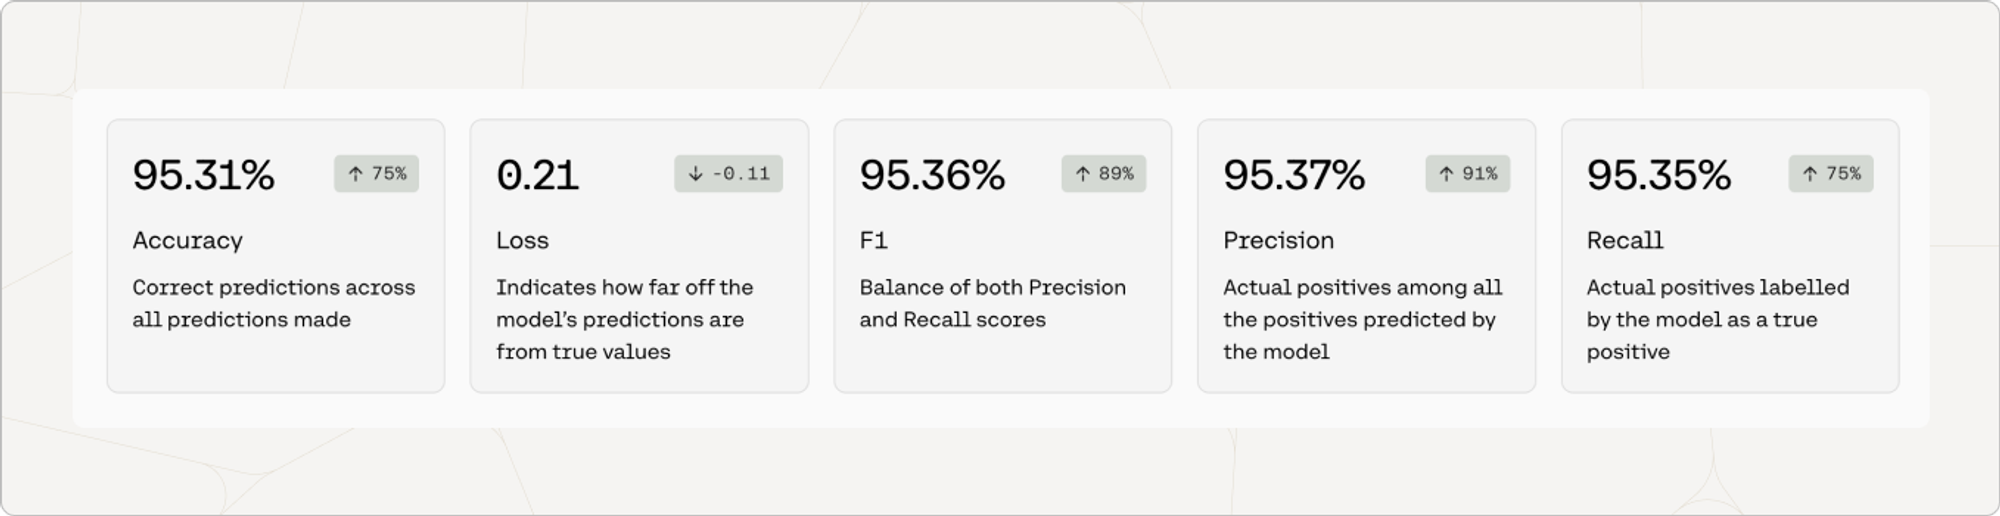 95.31% ↑ 75%
Accuracy
Correct predictions across
all predictions made
0.21 ↓ -0.11
Loss
Indicates how far off the
model's predictions are
from true values
95.36% ↑ 89%
F1
Balance of both Precision
and Recall scores
95.37% ↑ 91%
Precision
Actual positives among all
the positives predicted by
the model
95.35% ↑ 75%
Recall
Actual positives labelled
by the model as a true
positive